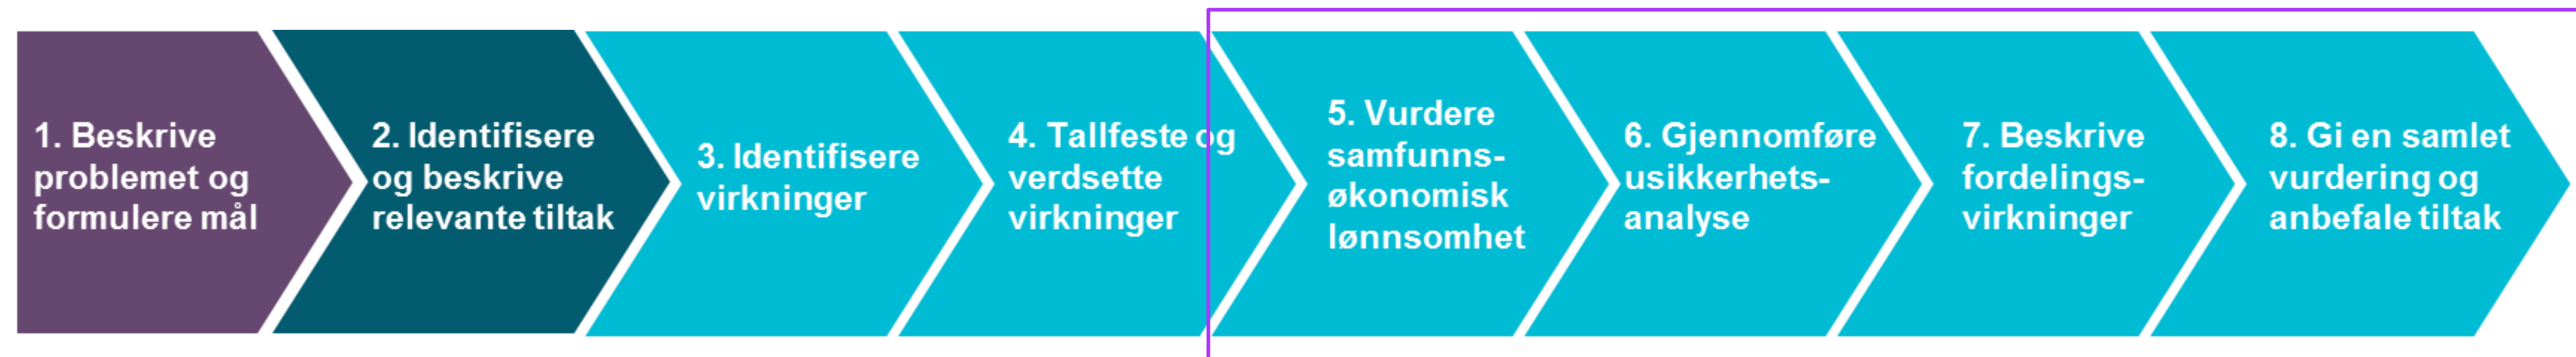 1. Beskrive
problemet og
formulere mål
2. Identifisere
og beskrive
relevante tiltak
3. Identifisere
virkninger
4. Tallfeste og
verdsette
virkninger
5. Vurdere
samfunns-
økonomisk
lønnsomhet
6. Gjennomføre
usikkerhets-
analyse
7. Beskrive
fordelings-
virkninger
8. Gi en samlet
vurdering og
anbefale tiltak